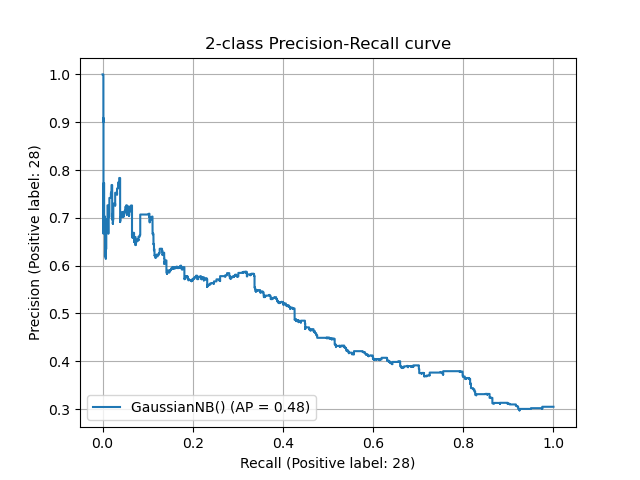 2-class Precision-Recall curve
Precision (Positive label: 28)
1.0
0.9
0.8
0.7
0.6
0.5
0.4
0.3
GaussianNB() (AP = 0.48)
0.0 0.2 0.4 0.6 0.8 1.0
Recall (Positive label: 28)